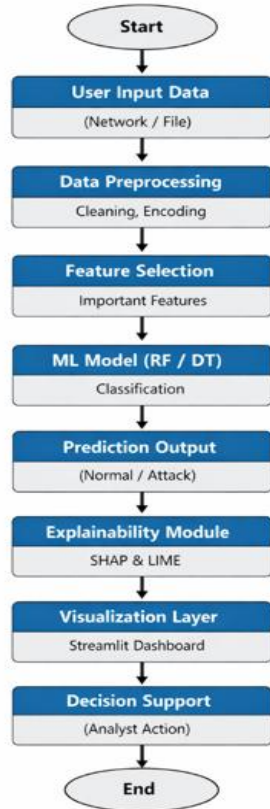 Start
User Input Data
(Network / File)
Data Preprocessing
Cleaning, Encoding
Feature Selection
Important Features
ML Model (RF / DT)
Classification
Prediction Output
(Normal / Attack)
Explainability Module
SHAP & LIME
Visualization Layer
Streamlit Dashboard
Decision Support
(Analyst Action)
End